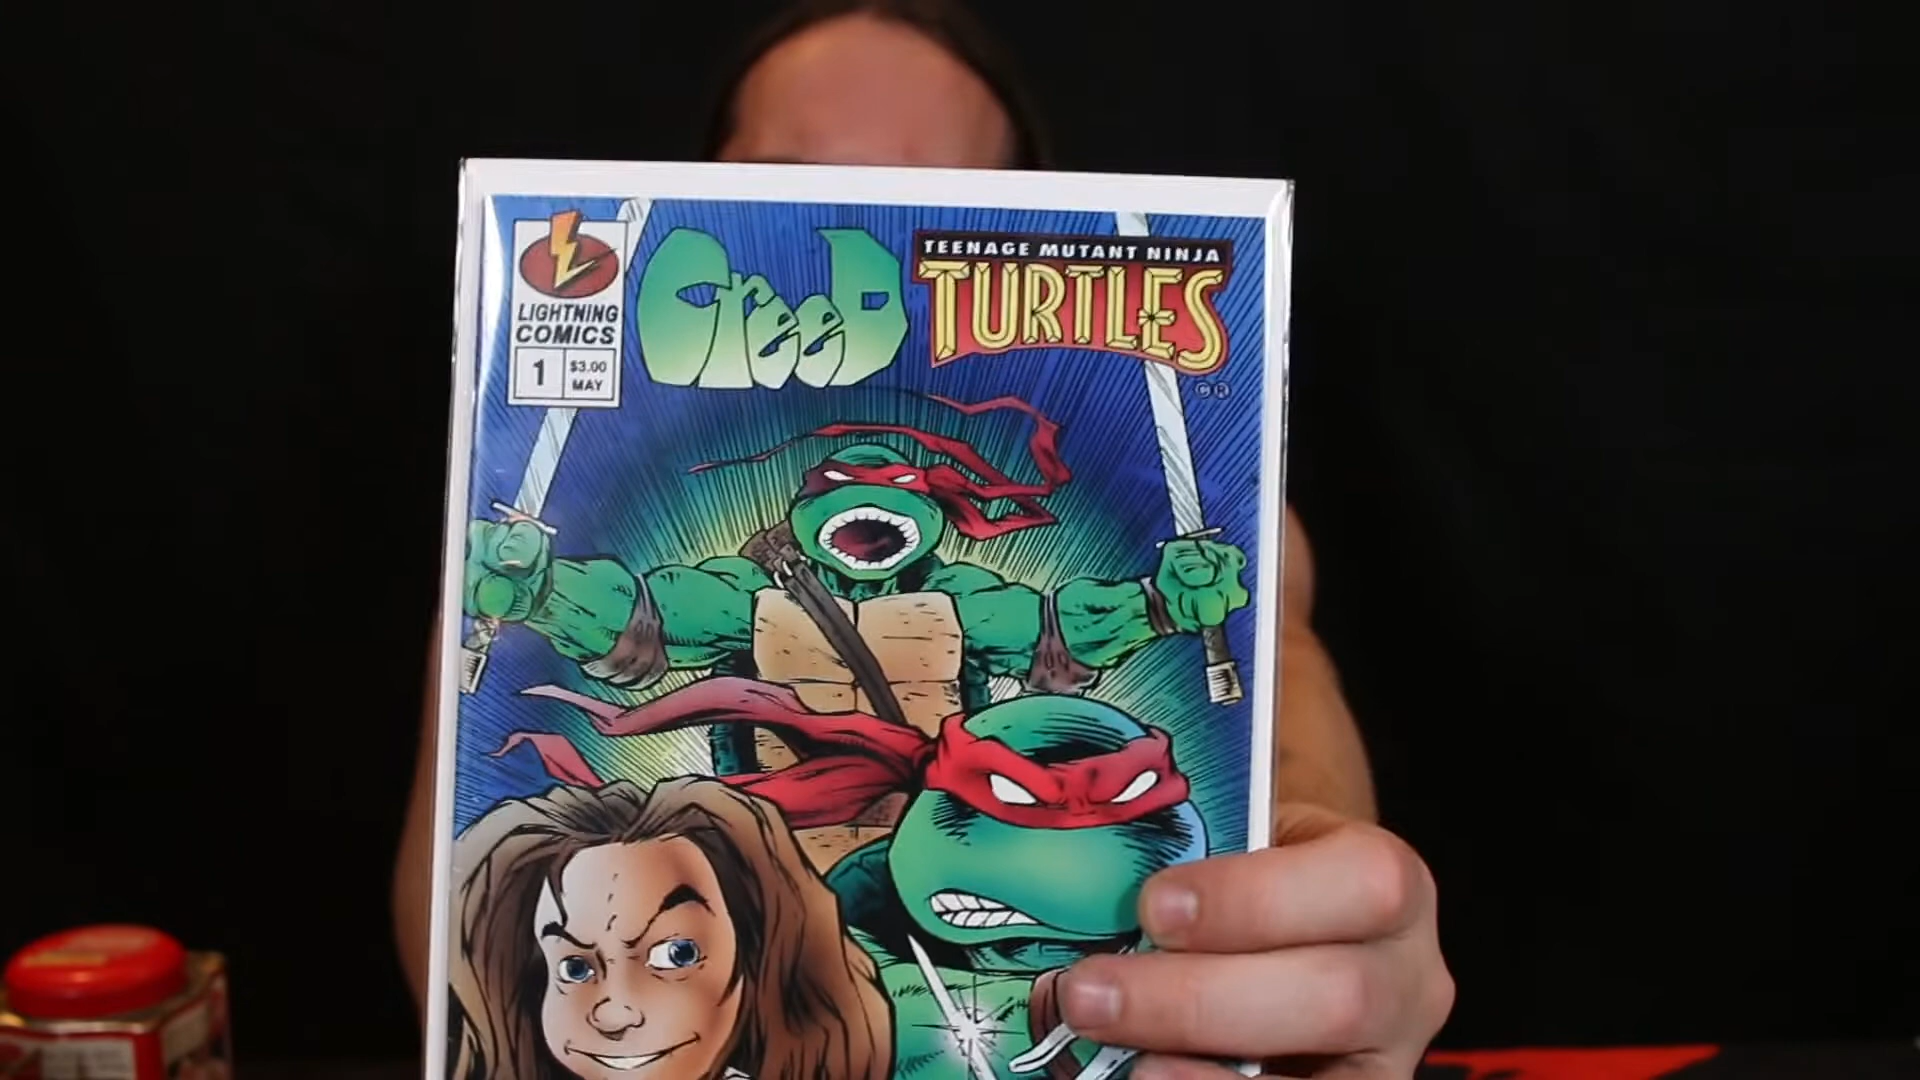 LIGHTNING
COMICS
1
$3.00
MAY
CreeD
TEENAGE MUTANT NINJA
TURTLES
© ®